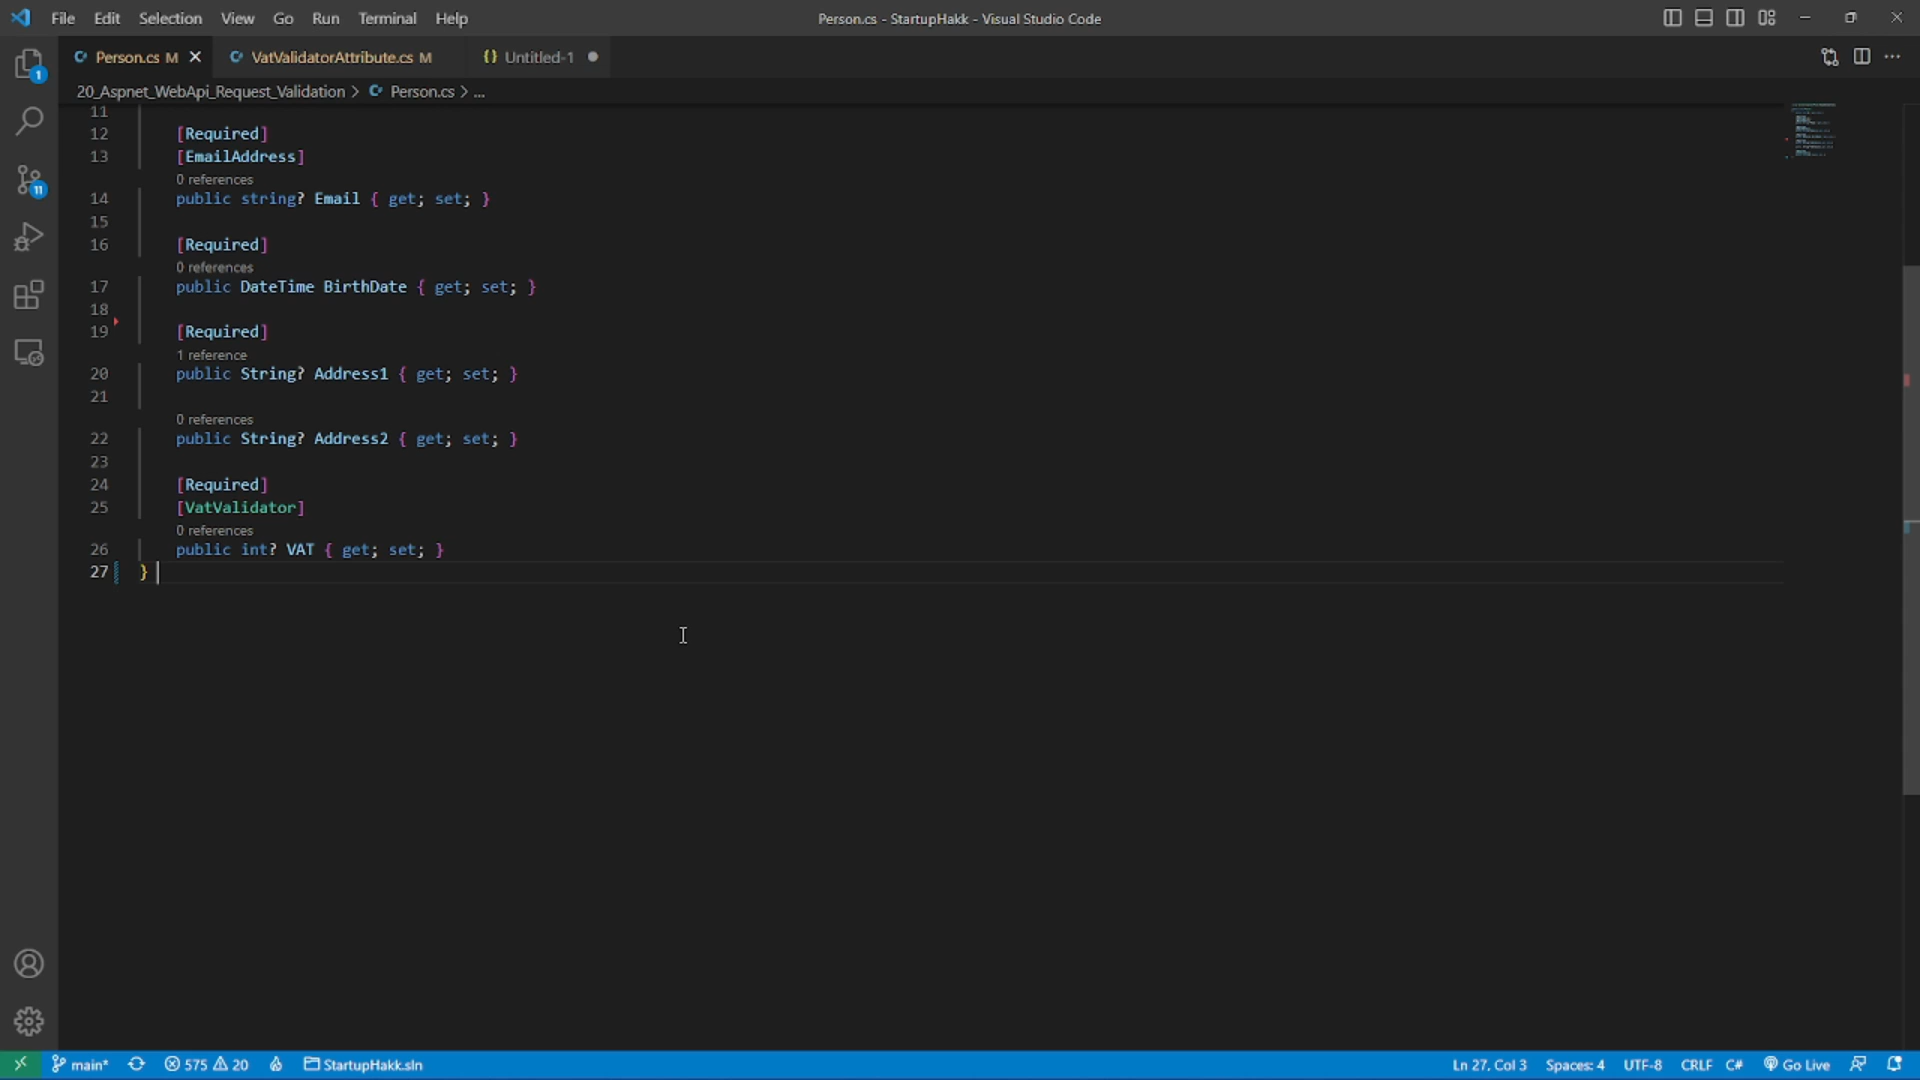 File Edit Selection View Go Run Terminal Help Person.cs - StartupHakk - Visual Studio Code
Person.cs M VatValidatorAttribute.cs M {} Untitled-1
20_Aspnet_WebApi_Request_Validation > Person.cs > ...
11
12 [Required]
13 [EmailAddress]
0 references
14 public string? Email { get; set; }
15
16 [Required]
0 references
17 public DateTime BirthDate { get; set; }
18
19 [Required]
1 reference
20 public String? Address1 { get; set; }
21
0 references
22 public String? Address2 { get; set; }
23
24 [Required]
25 [VatValidator]
0 references
26 public int? VAT { get; set; }
27 }
1
11
main* 575 20 StartupHakk.sln Ln 27, Col 3 Spaces: 4 UTF-8 CRLF C# Go Live